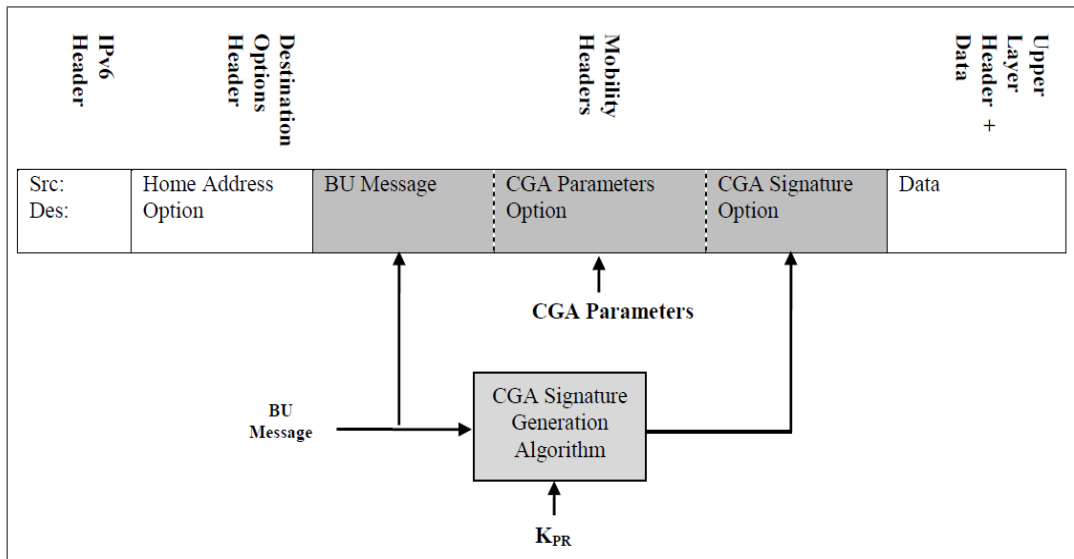 IPv6
Header
Destination
Options
Header
Mobility
Headers
Upper
Layer
Header +
Data
Src:
Des:
Home Address
Option
BU Message
CGA Parameters
Option
CGA Signature
Option
Data
CGA Parameters
BU
Message
CGA Signature
Generation
Algorithm
KPR